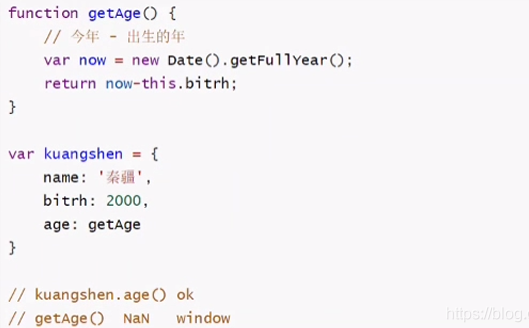 function getAge() {
    // 今年 - 出生的年
    var now = new Date().getFullYear();
    return now-this.bitrh;
}
var kuangshen = {
    name: '秦疆',
    bitrh: 2000,
    age: getAge
}
// kuangshen.age() ok
// getAge()  NaN   window
https://blog.